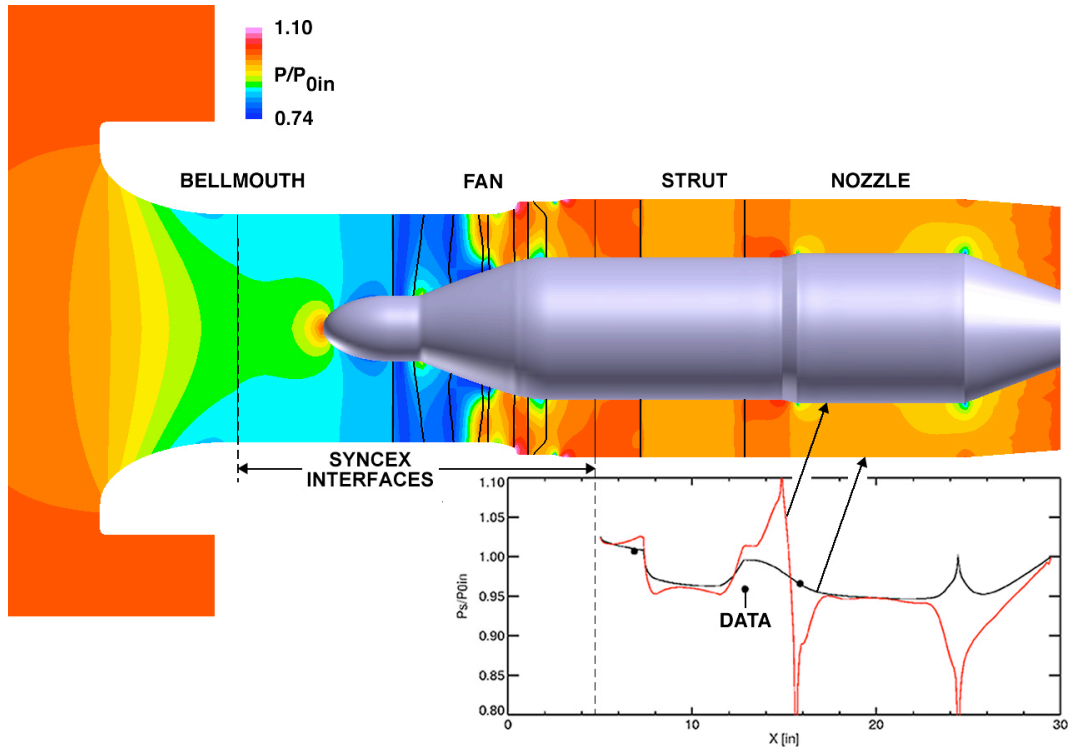 1.10
P/P0in
0.74
BELLMOUTH
FAN
STRUT
NOZZLE
SYNCEX
INTERFACES
1.10
1.05
1.00
0.95
0.90
0.85
0.80
Ps/P0in
DATA
0
10
20
30
X [in]